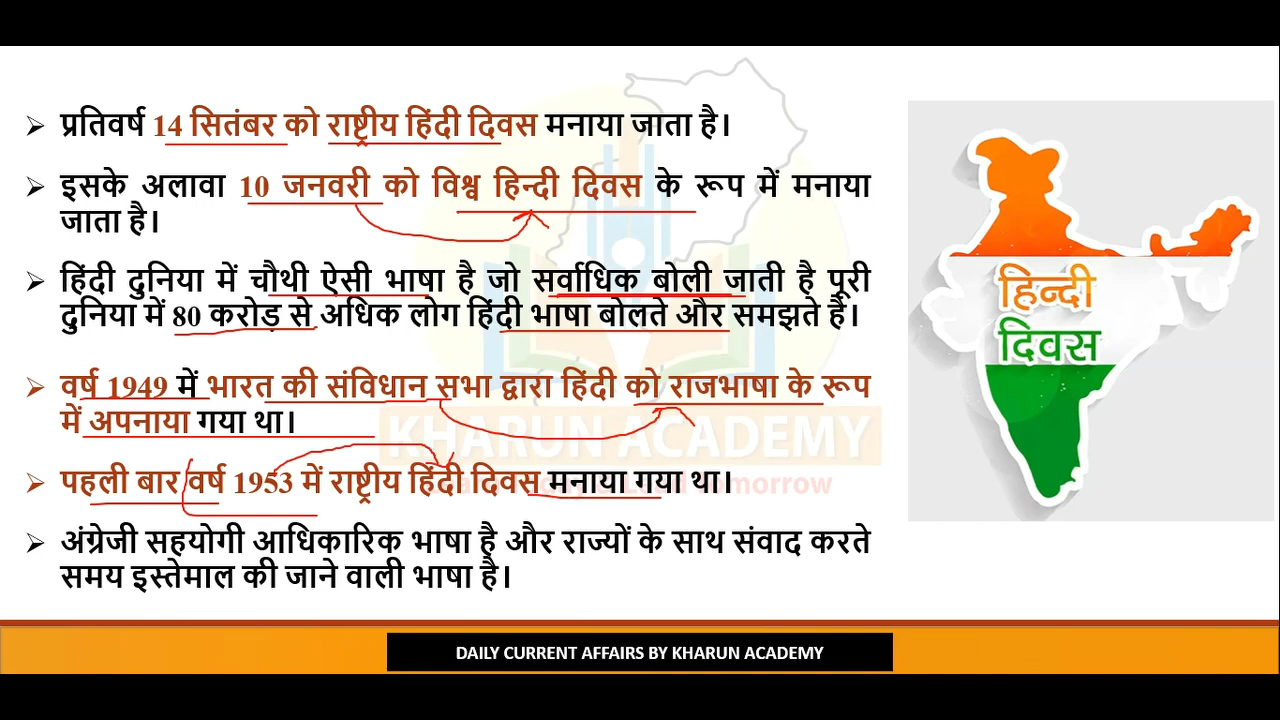 प्रतिवर्ष 14 सितंबर को राष्ट्रीय हिंदी दिवस मनाया जाता है।
इसके अलावा 10 जनवरी को विश्व हिन्दी दिवस के रूप में मनाया
जाता है।
हिंदी दुनिया में चौथी ऐसी भाषा है जो सर्वाधिक बोली जाती है पूरी
दुनिया में 80 करोड़ से अधिक लोग हिंदी भाषा बोलते और समझते है।
वर्ष 1949 में भारत की संविधान सभा द्वारा हिंदी को राजभाषा के रूप
में अपनाया गया था।
पहली बार वर्ष 1953 में राष्ट्रीय हिंदी दिवस मनाया गया था।
अंग्रेजी सहयोगी आधिकारिक भाषा है और राज्यों के साथ संवाद करते
समय इस्तेमाल की जाने वाली भाषा है।
हिन्दी
दिवस
KHARUN ACADEMY
Tomorrow
DAILY CURRENT AFFAIRS BY KHARUN ACADEMY